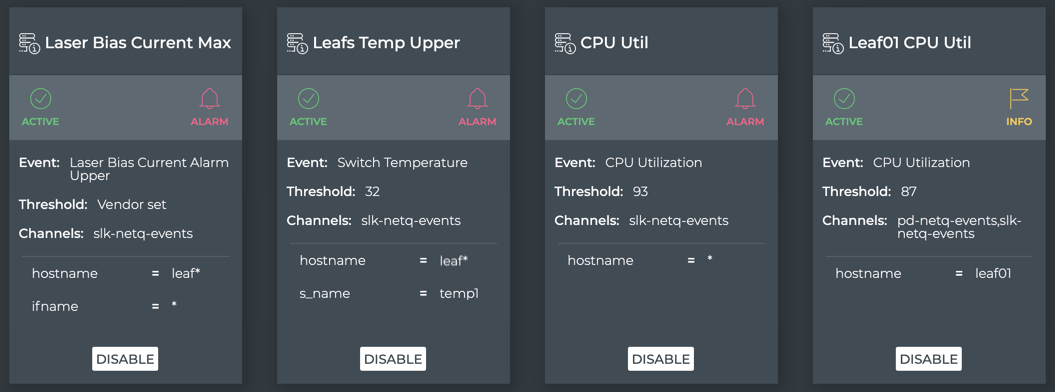 Laser Bias Current Max
ACTIVE
ALARM
Event: Laser Bias Current Alarm
Upper
Threshold: Vendor set
Channels: slk-netq-events
hostname = leaf*
ifname = *
DISABLE
Leafs Temp Upper
ACTIVE
ALARM
Event: Switch Temperature
Threshold: 32
Channels: slk-netq-events
hostname = leaf*
s_name = temp1
DISABLE
CPU Util
ACTIVE
ALARM
Event: CPU Utilization
Threshold: 93
Channels: slk-netq-events
hostname = *
DISABLE
Leaf01 CPU Util
ACTIVE
INFO
Event: CPU Utilization
Threshold: 87
Channels: pd-netq-events,slk-
netq-events
hostname = leaf01
DISABLE